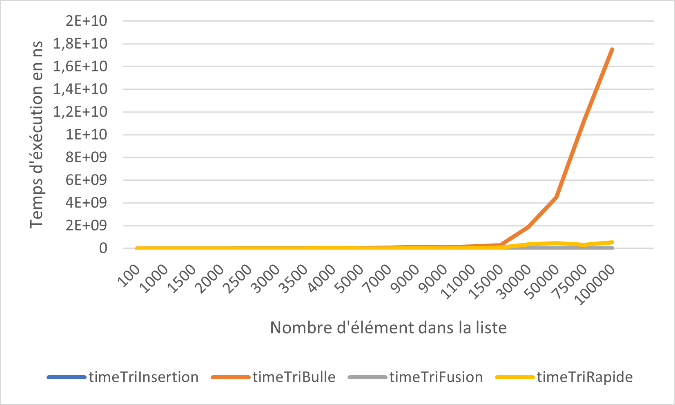 Temps d'éxécution en ns
2E+10
1,8E+10
1,6E+10
1,4E+10
1,2E+10
1E+10
8E+09
6E+09
4E+09
2E+09
0
100
1000
1500
2000
2500
3000
3500
4000
5000
7000
9000
9000
11000
15000
30000
50000
75000
100000
Nombre d'élément dans la liste
timeTriInsertion timeTriBulle timeTriFusion timeTriRapide